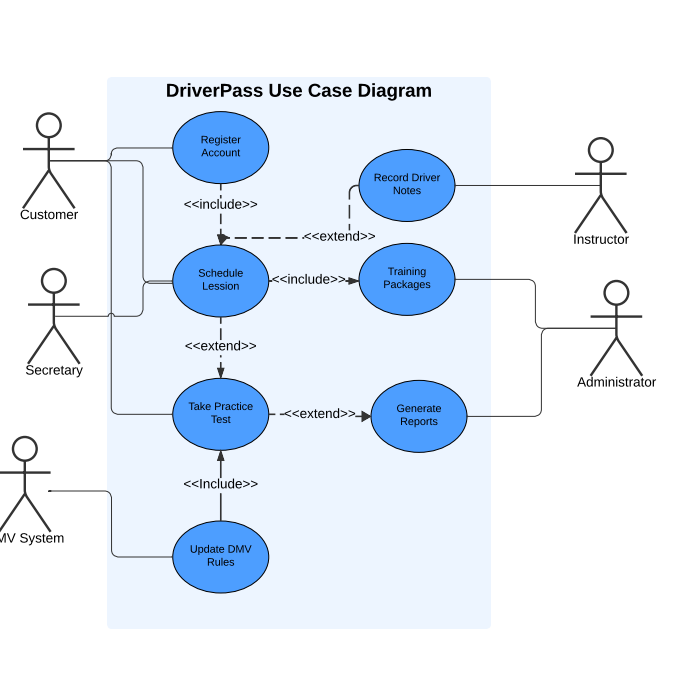 DriverPass Use Case Diagram
Register
Account
Customer
<<include>>
Record Driver
Notes
Instructor
<<extend>>
Schedule
Lession
<<include>>
Training
Packages
Secretary
Administrator
<<extend>>
Take Practice
Test
<<extend>>
Generate
Reports
<<Include>>
MV System
Update DMV
Rules